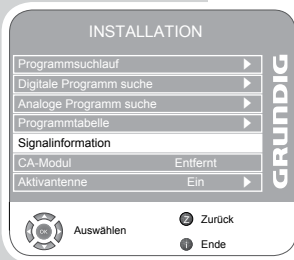 INSTALLATION
Programmsuchlauf
Digitale Programm suche
Analoge Programm suche
Programmtabelle
Signalinformation
CA-Modul Entfernt
Aktivantenne Ein
GRUNDIG
OK
Auswählen
Z Zurück
i Ende